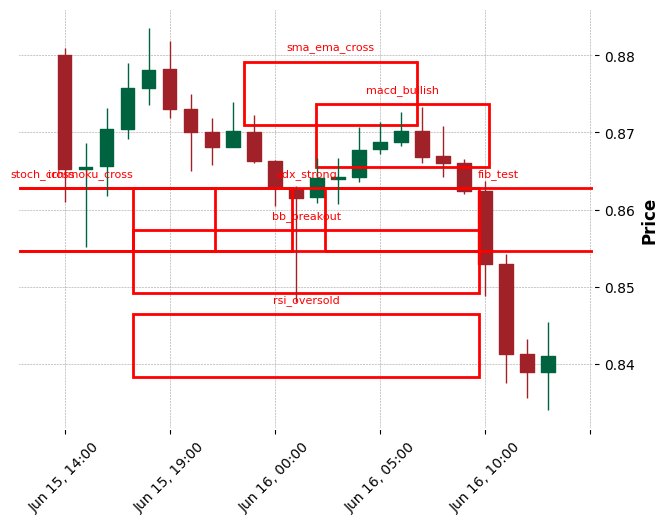 sma_ema_cross
0.88
macd_bullish
0.87
stoch_cross
ichimoku_cross
adx_strong
fib_test
bb_breakout
0.86
Price
0.85
rsi_oversold
0.84
Jun 15, 14:00
Jun 15, 19:00
Jun 16, 00:00
Jun 16, 05:00
Jun 16, 10:00